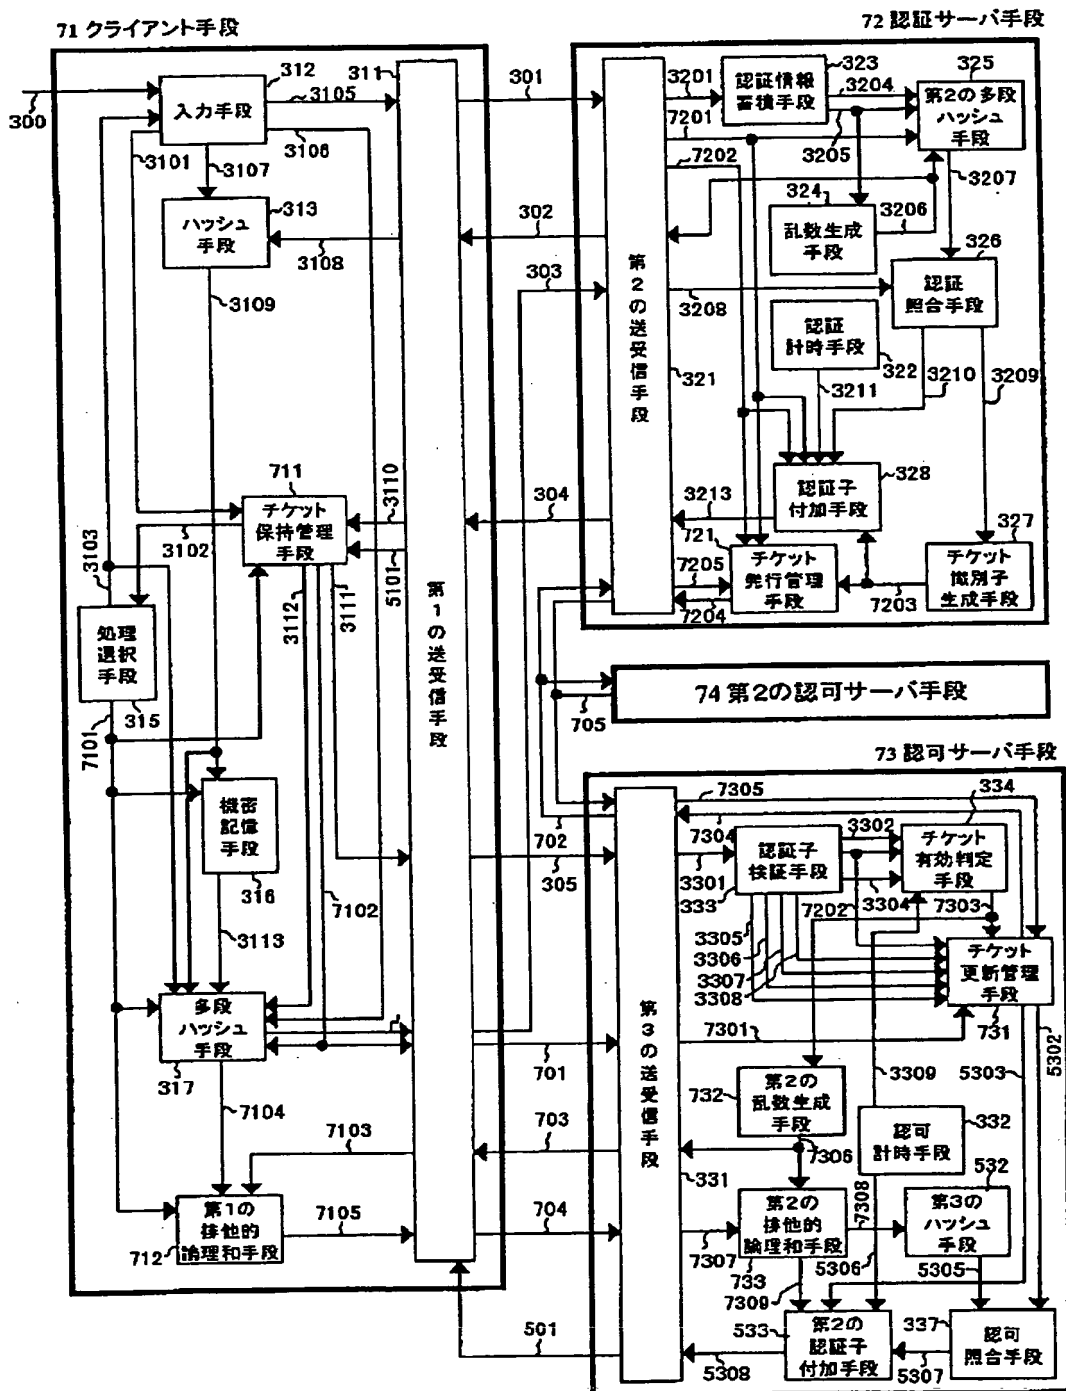 71 クライアント手段
300
312
入力手段
3105
311
3101
3107
3106
313
ハッシュ
手段
3108
3109
711
チケット
保持管理
手段
3110
3102
3103
5101
3112
3111
処理
選択
手段
315
7101
機密
記憶
手段
316
7102
3113
多段
ハッシュ
手段
317
7104
7103
第1の
排他的
論理和手段
712
7105
第1の送受信手段
301
302
303
304
702
305
701
703
704
501
72 認証サーバ手段
第2の送受信手段
321
3201
7201
7202
323
認証情報
蓄積手段
3204
3205
325
第2の多段
ハッシュ
手段
3207
324
乱数生成
手段
3206
326
認証
照合手段
3208
認証
計時手段
322
3211
3210
3209
328
認証子
付加手段
3213
721
チケット
発行管理
手段
7205
7204
7203
327
チケット
識別子
生成手段
74 第2の認可サーバ手段
705
73 認可サーバ手段
第3の送受信手段
331
7305
7304
334
3301
認証子
検証手段
333
3302
3304
チケット
有効判定
手段
7202
7303
3305
3306
3307
3308
チケット
更新管理
手段
731
7301
732
第2の
乱数生成
手段
7306
3309
5303
5302
認可
計時手段
332
7307
第2の
排他的
論理和手段
733
7308
532
第3の
ハッシュ
手段
7309
5306
5305
533
第2の
認証子
付加手段
5308
337
認可
照合手段
5307